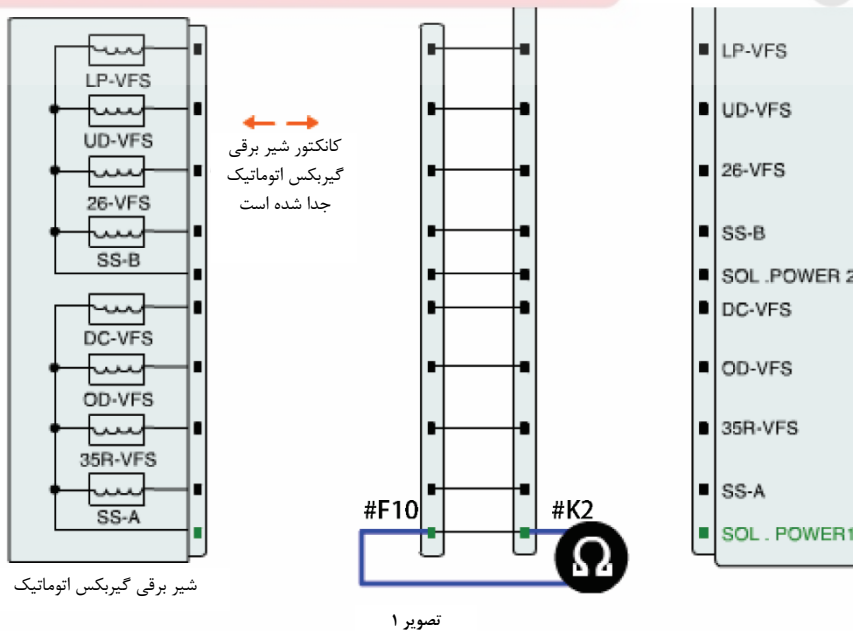 LP-VFS
UD-VFS
26-VFS
SS-B
DC-VFS
OD-VFS
35R-VFS
SS-A
شیر برقی گیربکس اتوماتیک
کانکتور شیر برقی
گیربکس اتوماتیک
جدا شده است
#F10
#K2
Ω
LP-VFS
UD-VFS
26-VFS
SS-B
SOL .POWER 2
DC-VFS
OD-VFS
35R-VFS
SS-A
SOL . POWER1
تصویر ۱